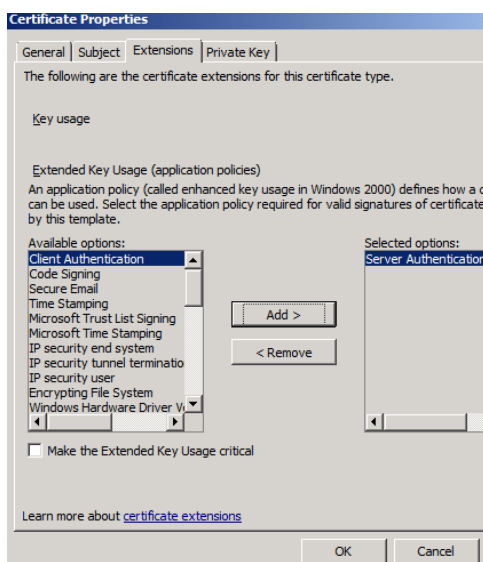 Certificate Properties
General Subject Extensions Private Key
The following are the certificate extensions for this certificate type.
Key usage
Extended Key Usage (application policies)
An application policy (called enhanced key usage in Windows 2000) defines how a
can be used. Select the application policy required for valid signatures of certificate
by this template.
Available options:
Selected options:
Client Authentication
Server Authentication
Code Signing
Secure Email
Time Stamping
Microsoft Trust List Signing
Add >
Microsoft Time Stamping
IP security end system
< Remove
IP security tunnel terminatio
IP security user
Encrypting File System
Windows Hardware Driver
Make the Extended Key Usage critical
Learn more about certificate extensions
OK Cancel